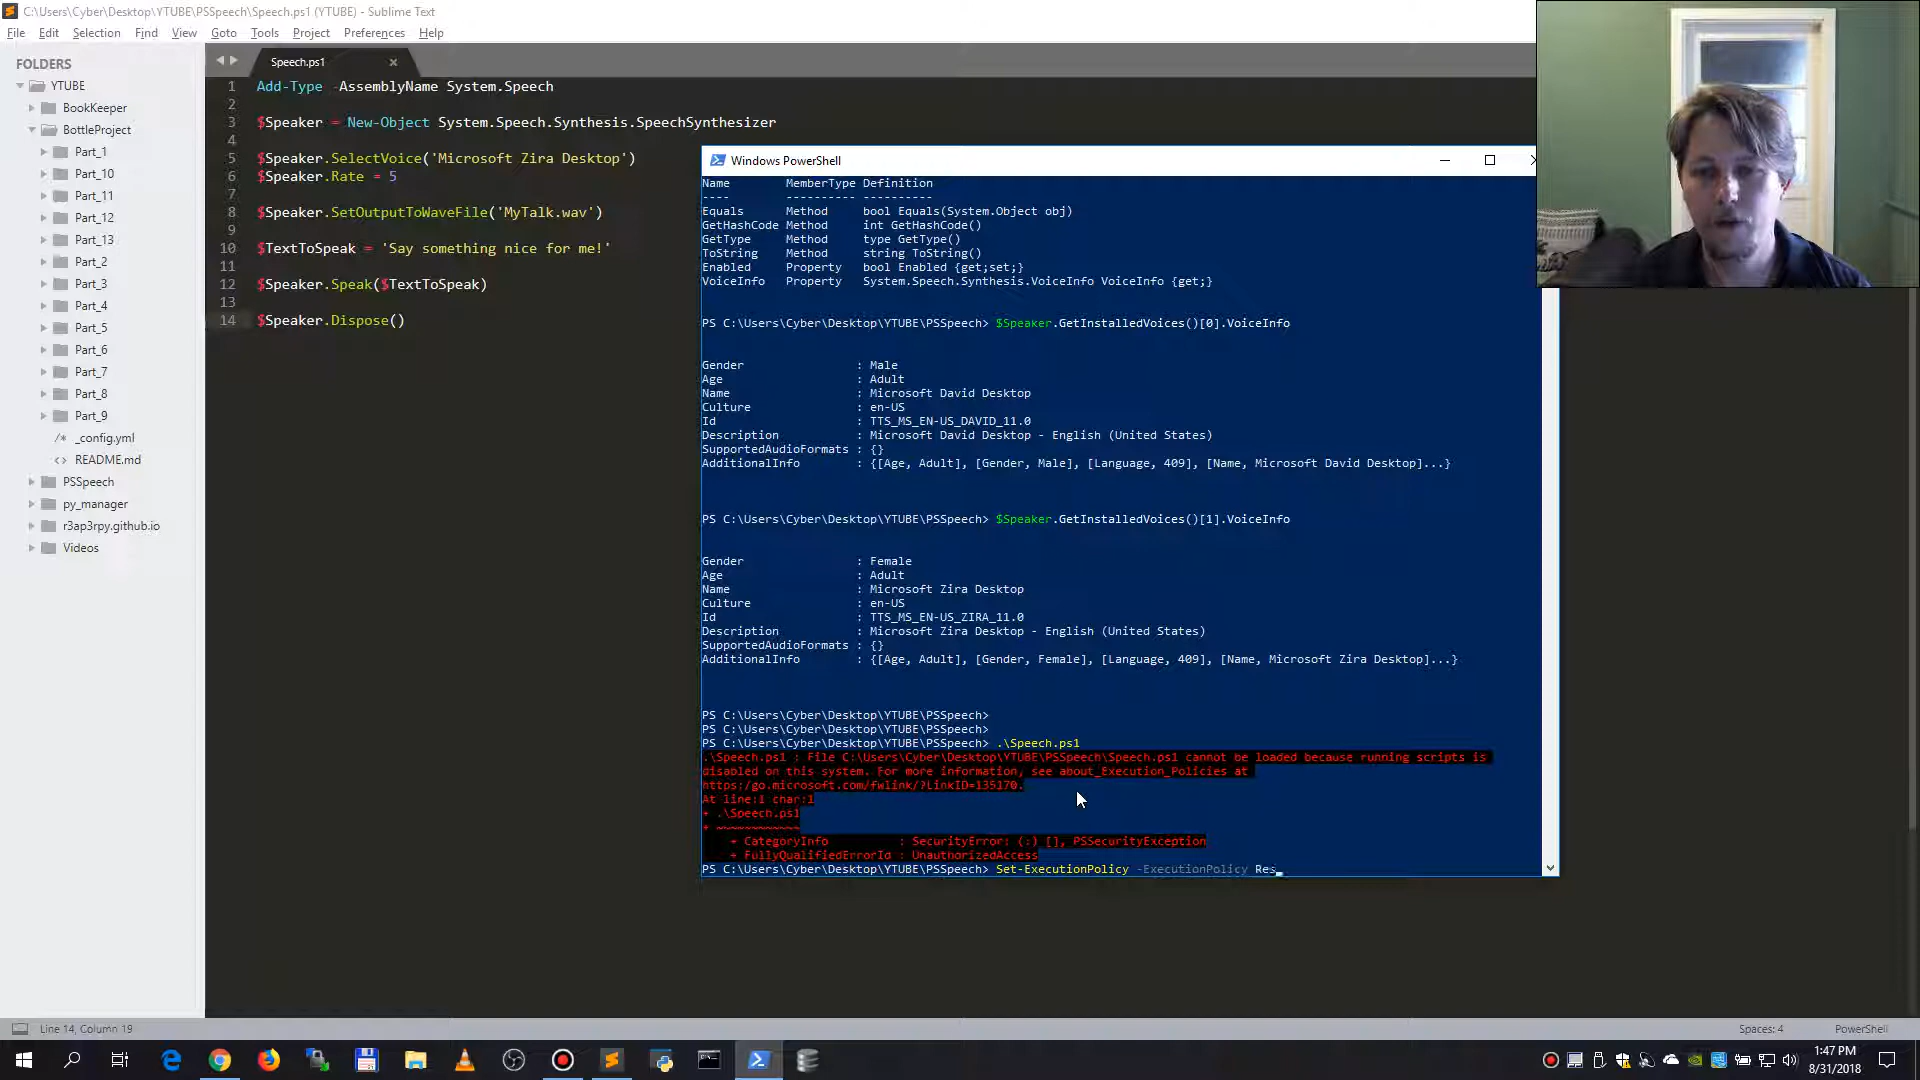 C:\Users\Cyber\Desktop\YTUBE\PSSpeech\Speech.ps1 (YTUBE) - Sublime Text
File Edit Selection Find View Goto Tools Project Preferences Help
FOLDERS
YTUBE
BookKeeper
BottleProject
Part_1
Part_10
Part_11
Part_12
Part_13
Part_2
Part_3
Part_4
Part_5
Part_6
Part_7
Part_8
Part_9
/* _config.yml
<> README.md
PSSpeech
py_manager
r3ap3rpy.github.io
Videos
Speech.ps1
1 Add-Type -AssemblyName System.Speech
2
3 $Speaker = New-Object System.Speech.Synthesis.SpeechSynthesizer
4
5 $Speaker.SelectVoice('Microsoft Zira Desktop')
6 $Speaker.Rate = 5
7
8 $Speaker.SetOutputToWaveFile('MyTalk.wav')
9
10 $TextToSpeak = 'Say something nice for me!'
11
12 $Speaker.Speak($TextToSpeak)
13
14 $Speaker.Dispose()
Windows PowerShell
Name MemberType Definition
---- ---------- ----------
Equals Method bool Equals(System.Object obj)
GetHashCode Method int GetHashCode()
GetType Method type GetType()
ToString Method string ToString()
Enabled Property bool Enabled {get;set;}
VoiceInfo Property System.Speech.Synthesis.VoiceInfo VoiceInfo {get;}
PS C:\Users\Cyber\Desktop\YTUBE\PSSpeech> $Speaker.GetInstalledVoices()[0].VoiceInfo
Gender : Male
Age : Adult
Name : Microsoft David Desktop
Culture : en-US
Id : TTS_MS_EN-US_DAVID_11.0
Description : Microsoft David Desktop - English (United States)
SupportedAudioFormats : {}
AdditionalInfo : {[Age, Adult], [Gender, Male], [Language, 409], [Name, Microsoft David Desktop]...}
PS C:\Users\Cyber\Desktop\YTUBE\PSSpeech> $Speaker.GetInstalledVoices()[1].VoiceInfo
Gender : Female
Age : Adult
Name : Microsoft Zira Desktop
Culture : en-US
Id : TTS_MS_EN-US_ZIRA_11.0
Description : Microsoft Zira Desktop - English (United States)
SupportedAudioFormats : {}
AdditionalInfo : {[Age, Adult], [Gender, Female], [Language, 409], [Name, Microsoft Zira Desktop]...}
PS C:\Users\Cyber\Desktop\YTUBE\PSSpeech>
PS C:\Users\Cyber\Desktop\YTUBE\PSSpeech>
PS C:\Users\Cyber\Desktop\YTUBE\PSSpeech> .\Speech.ps1
.\Speech.ps1 : File C:\Users\Cyber\Desktop\YTUBE\PSSpeech\Speech.ps1 cannot be loaded because running scripts is
disabled on this system. For more information, see about_Execution_Policies at
https:/go.microsoft.com/fwlink/?LinkID=135170.
At line:1 char:1
+ .\Speech.ps1
+ ~~~~~~~~~~~~
+ CategoryInfo : SecurityError: (:) [], PSSecurityException
+ FullyQualifiedErrorId : UnauthorizedAccess
PS C:\Users\Cyber\Desktop\YTUBE\PSSpeech> Set-ExecutionPolicy -ExecutionPolicy Res_
Line 14, Column 19
Spaces: 4 PowerShell
1:47 PM
8/31/2018